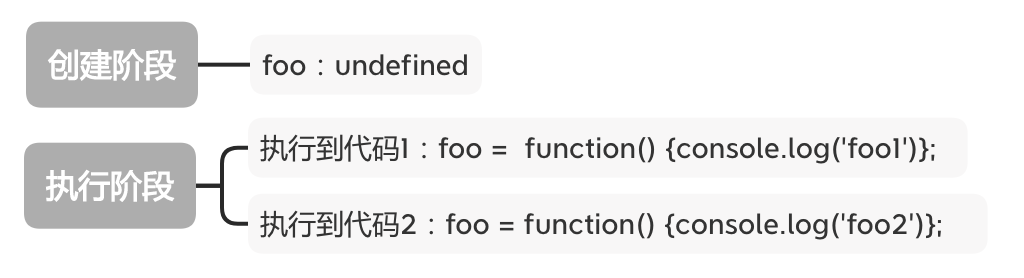 创建阶段
foo：undefined
执行阶段
执行到代码1：foo =  function() {console.log('foo1')};
执行到代码2：foo = function() {console.log('foo2')};